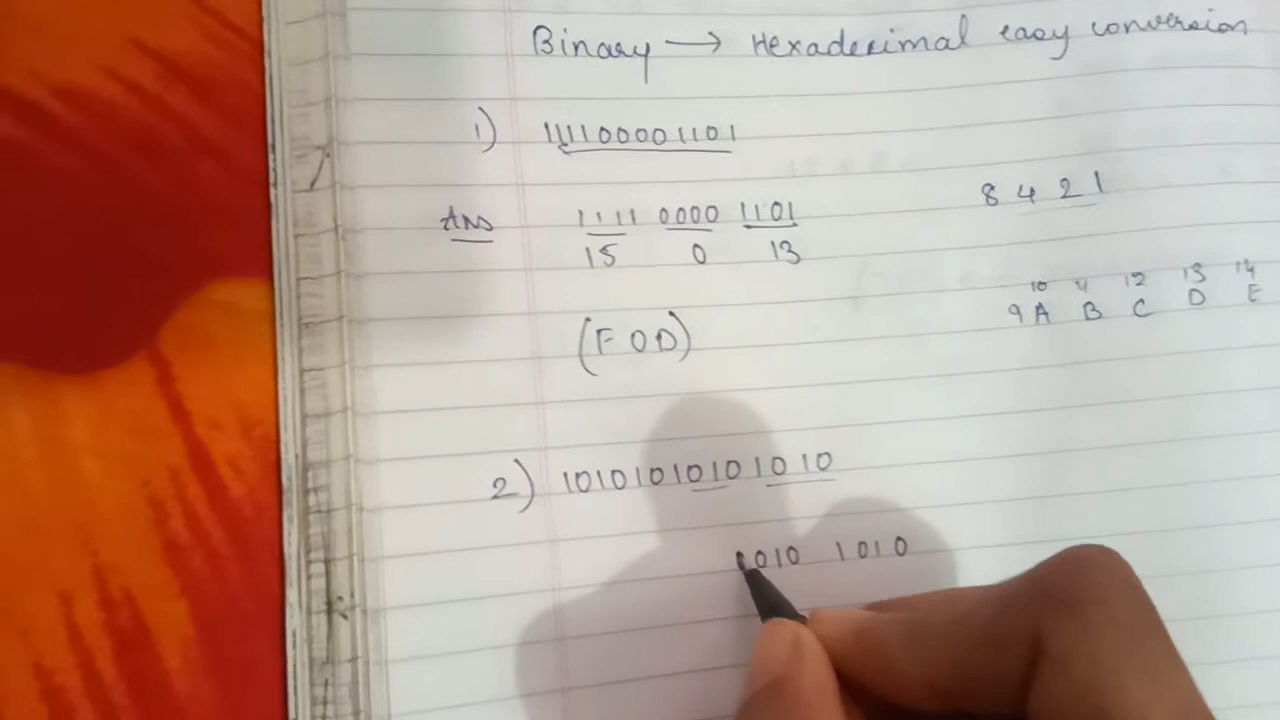 Binary → Hexadecimal easy conversion
1) 111100001101
8 4 2 1
Ans 1111 0000 1101
15 0 13
10 11 12 13 14
9 A B C D E
(F 0 D)
2) 101010101010
1010 1010